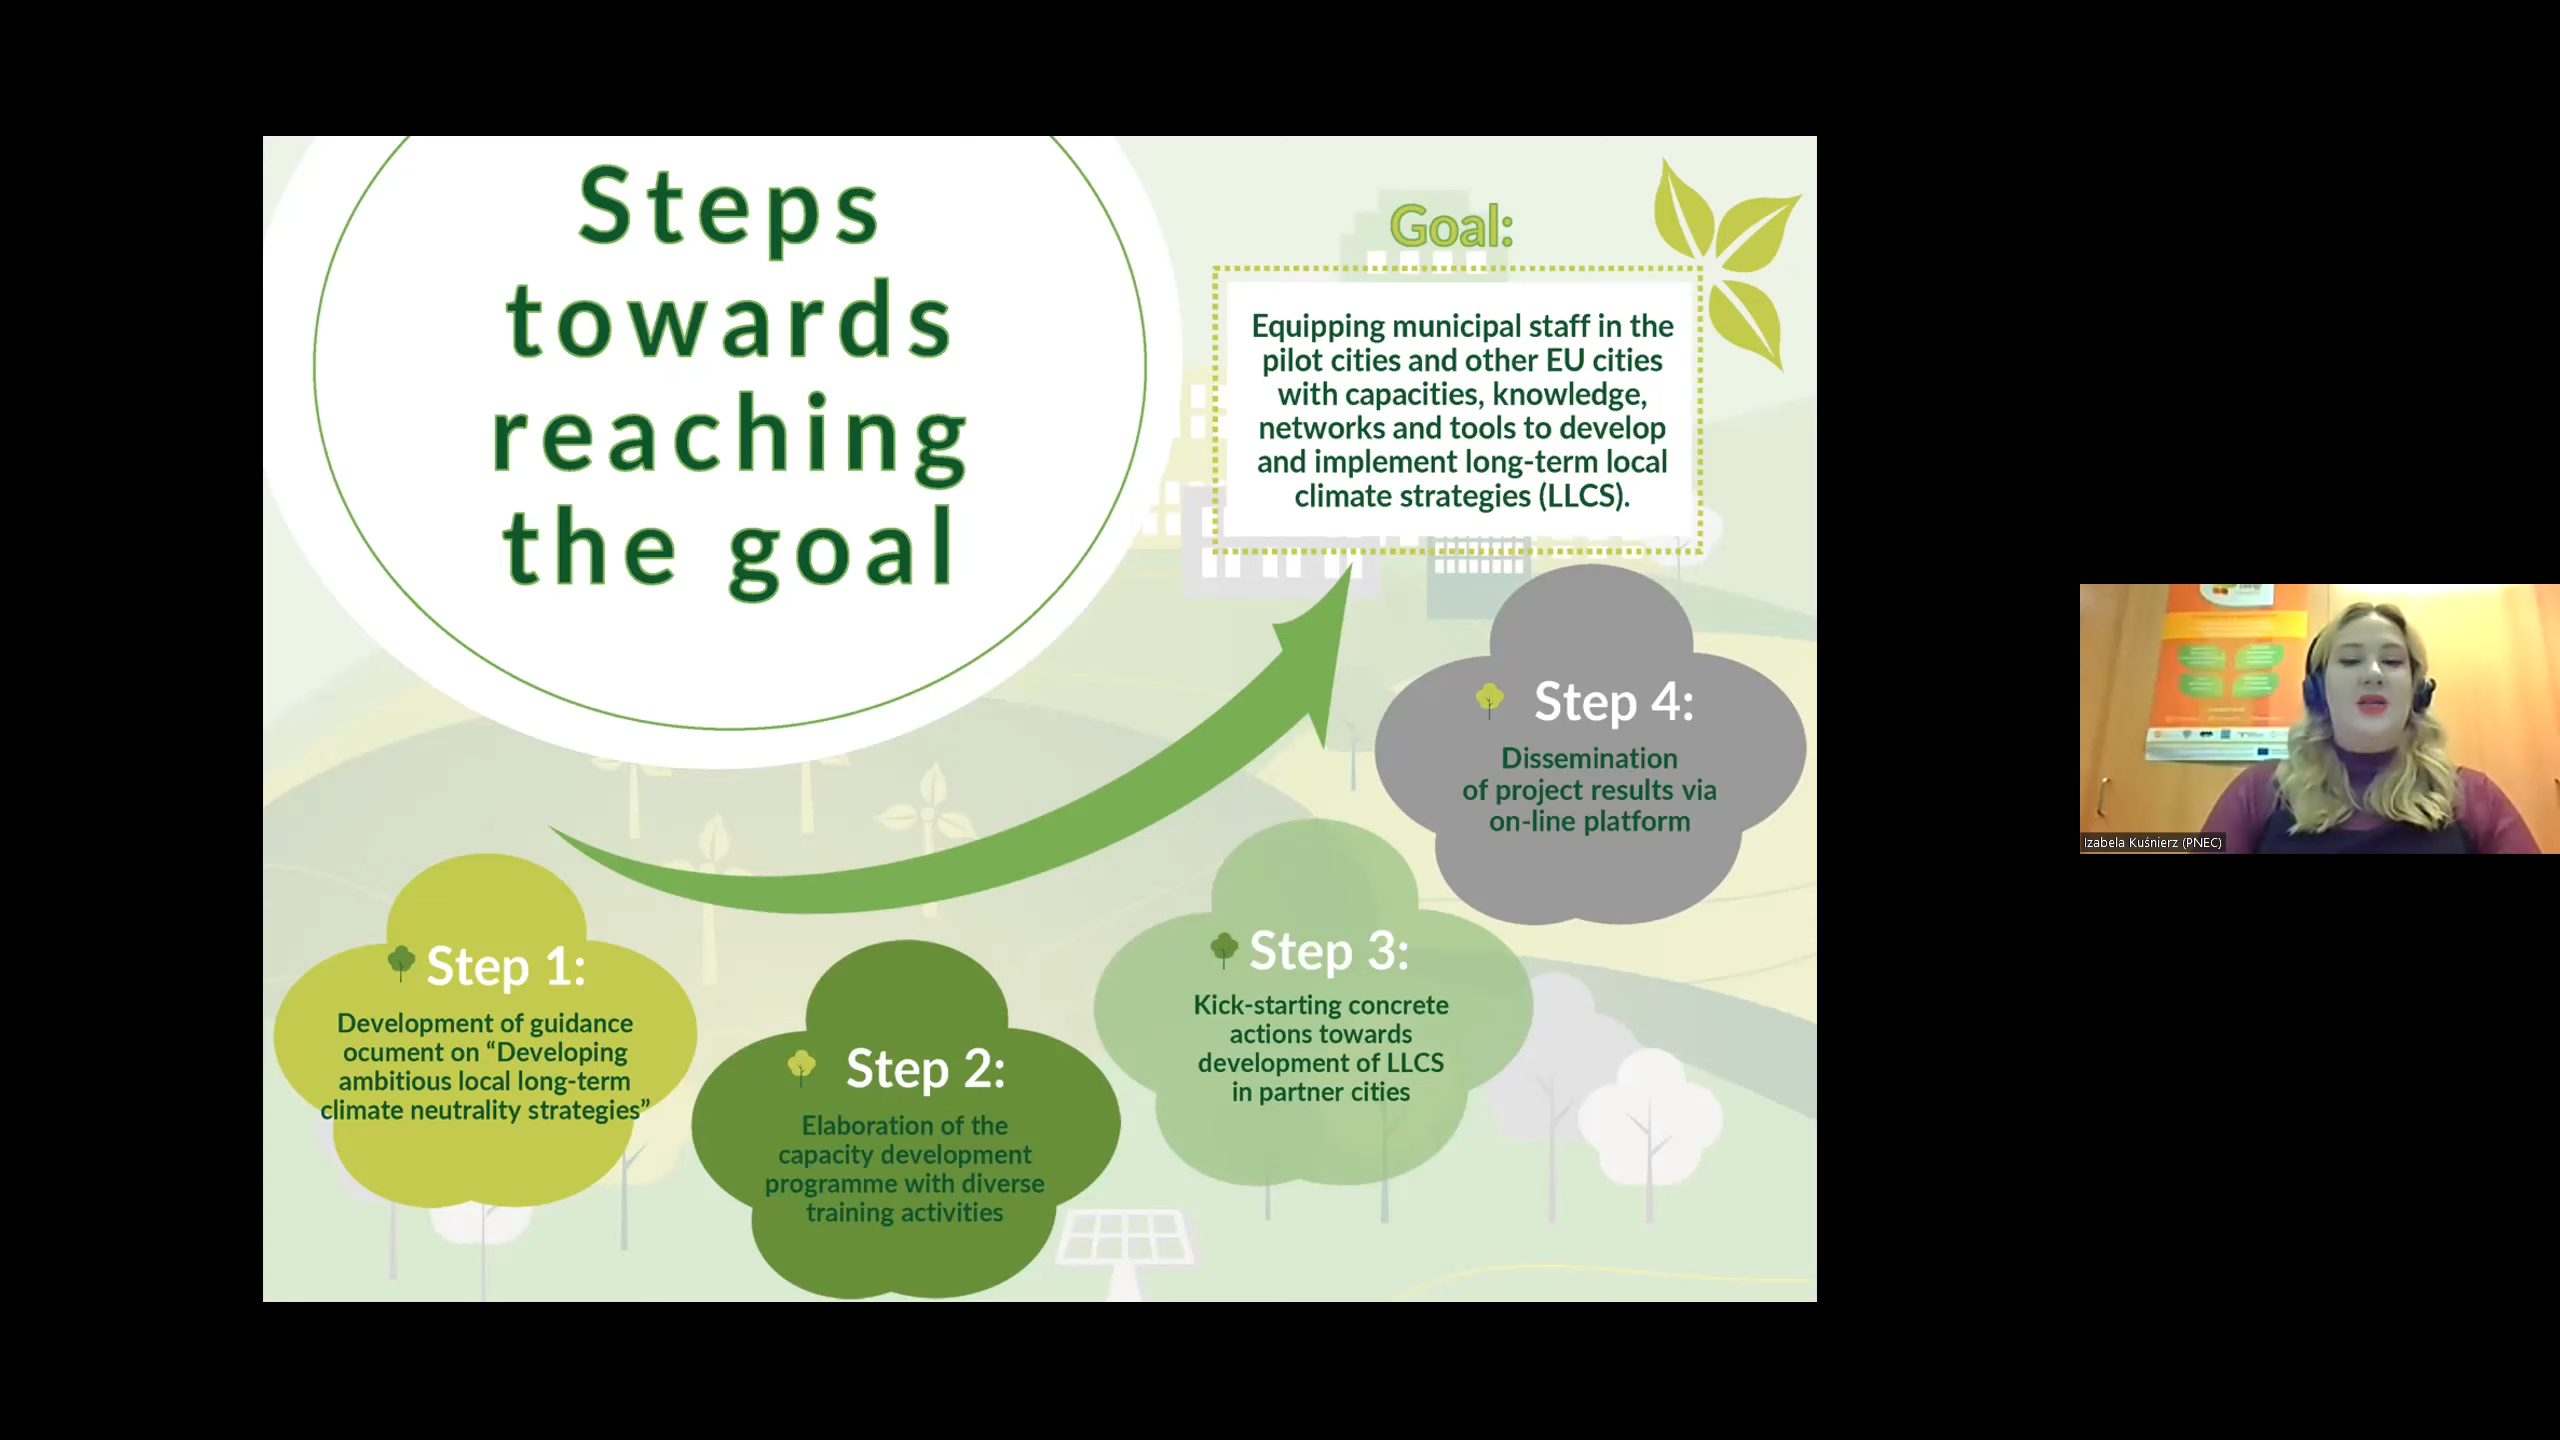 Steps
towards
reaching
the goal
Goal:
Equipping municipal staff in the
pilot cities and other EU cities
with capacities, knowledge,
networks and tools to develop
and implement long-term local
climate strategies (LLCS).
Step 1:
Development of guidance
ocument on “Developing
ambitious local long-term
climate neutrality strategies”
Step 2:
Elaboration of the
capacity development
programme with diverse
training activities
Step 3:
Kick-starting concrete
actions towards
development of LLCS
in partner cities
Step 4:
Dissemination
of project results via
on-line platform
Izabela Kuśnierz (PNEC)